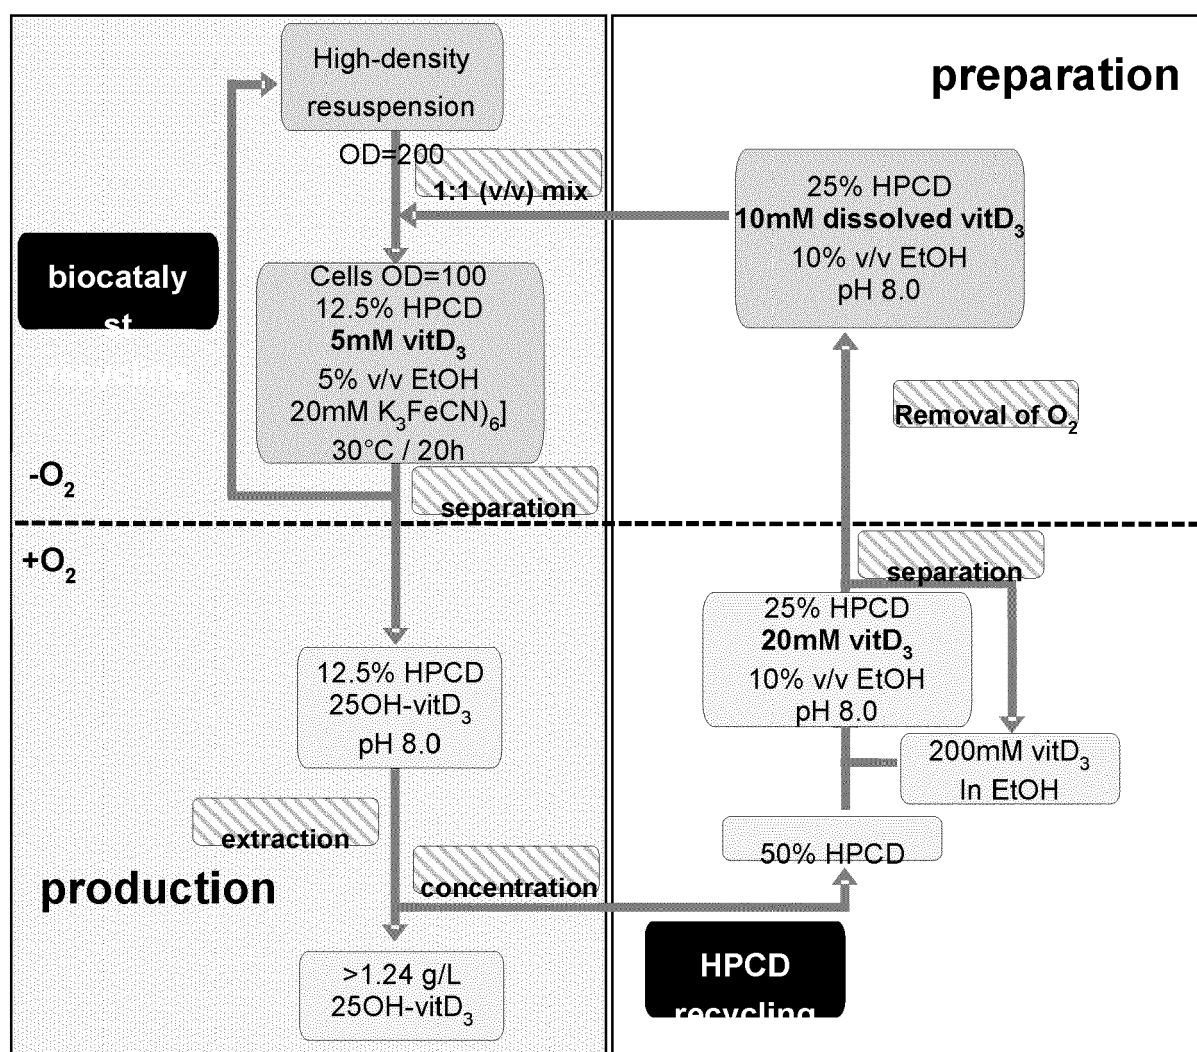 High-density
resuspension
OD=200
1:1 (v/v) mix
preparation
25% HPCD
10mM dissolved vitD₃
10% v/v EtOH
pH 8.0
biocataly
st
recycling
Cells OD=100
12.5% HPCD
5mM vitD₃
5% v/v EtOH
20mM K₃FeCN)₆]
30°C / 20h
Removal of O₂
-O₂
separation
+O₂
separation
25% HPCD
20mM vitD₃
10% v/v EtOH
pH 8.0
12.5% HPCD
25OH-vitD₃
pH 8.0
200mM vitD₃
In EtOH
extraction
50% HPCD
production
concentration
HPCD
recycling
>1.24 g/L
25OH-vitD₃